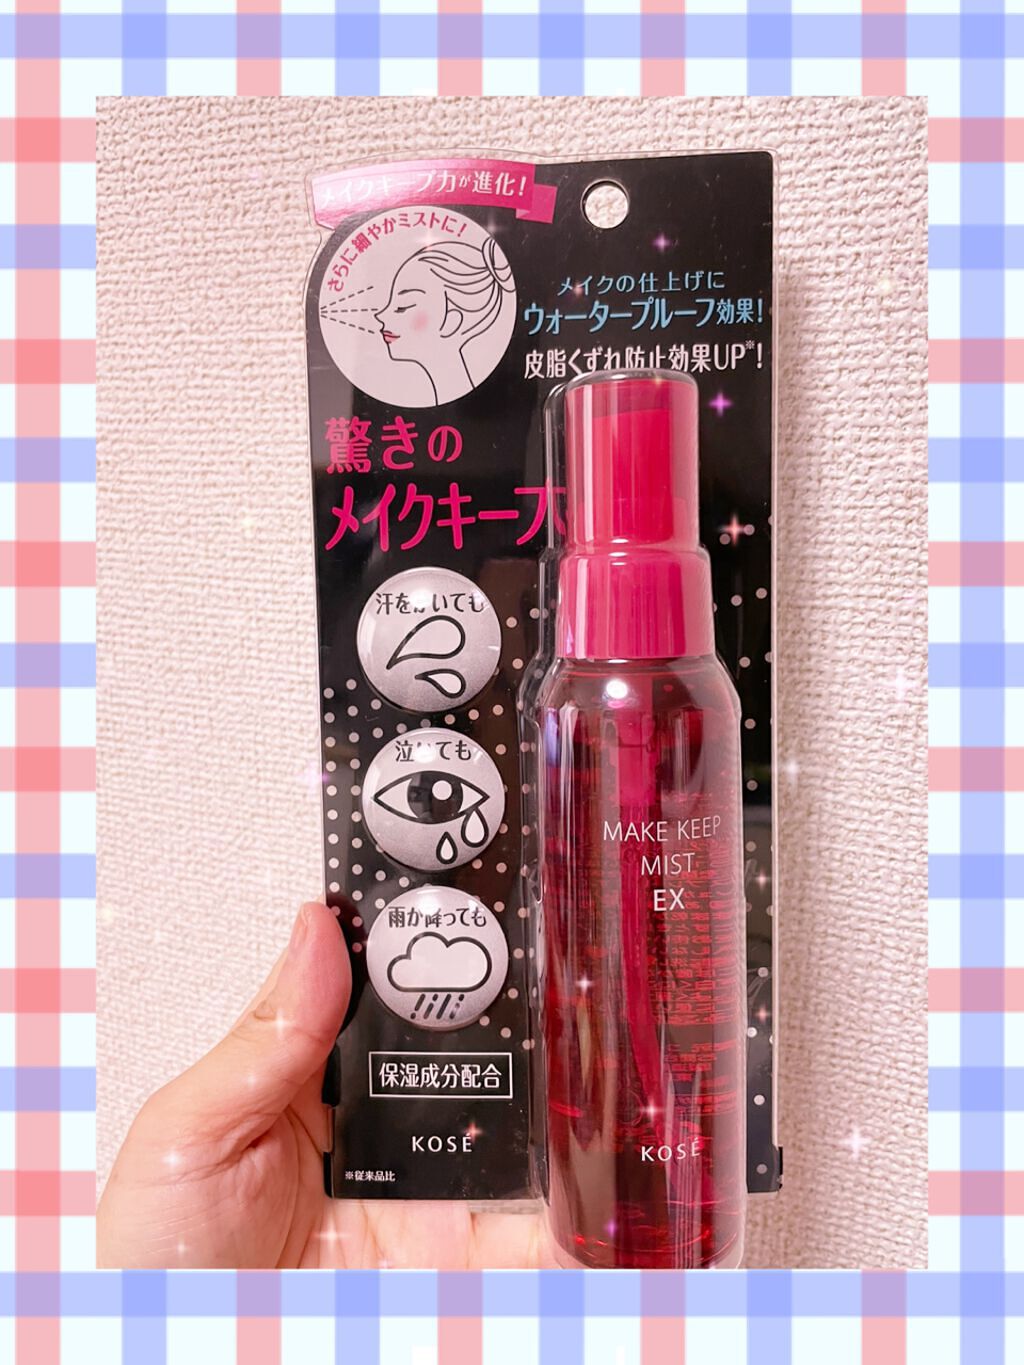 メイクキープ力が進化!
さらに細やかミストに!
メイクの仕上げに
ウォータープルーフ効果!
皮脂くずれ防止効果UP※!
驚きの
メイクキープ
汗をかいても
泣いても
雨が降っても
保湿成分配合
KOSÉ
※従来品比
MAKE KEEP
MIST
EX
KOSÉ